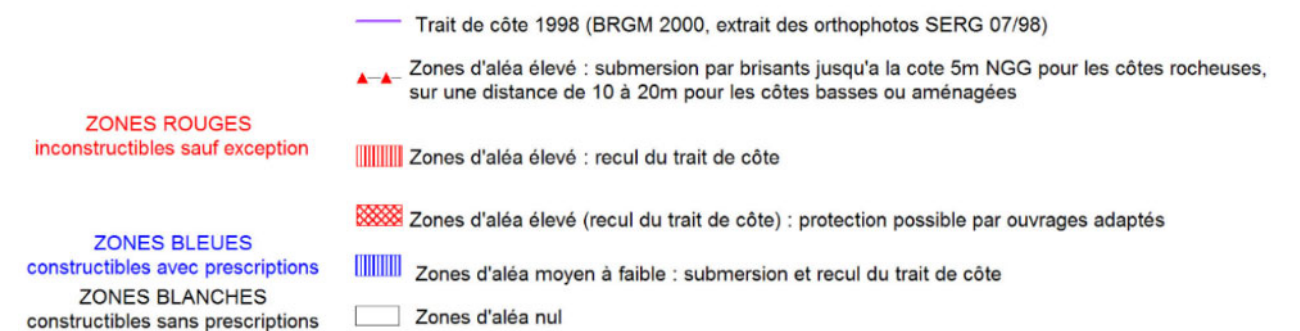 Trait de côte 1998 (BRGM 2000, extrait des orthophotos SERG 07/98)
Zones d'aléa élevé : submersion par brisants jusqu'a la cote 5m NGG pour les côtes rocheuses,
sur une distance de 10 à 20m pour les côtes basses ou aménagées
ZONES ROUGES
inconstructibles sauf exception
Zones d'aléa élevé : recul du trait de côte
Zones d'aléa élevé (recul du trait de côte) : protection possible par ouvrages adaptés
ZONES BLEUES
constructibles avec prescriptions
Zones d'aléa moyen à faible : submersion et recul du trait de côte
ZONES BLANCHES
constructibles sans prescriptions
Zones d'aléa nul